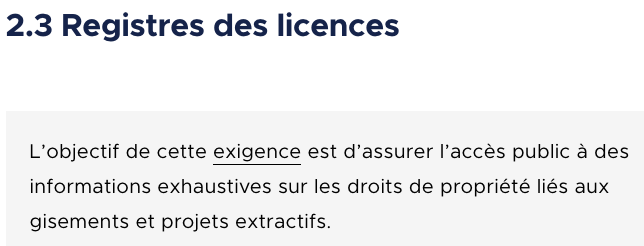 2.3 Registres des licences
L’objectif de cette exigence est d’assurer l’accès public à des
informations exhaustives sur les droits de propriété liés aux
gisements et projets extractifs.